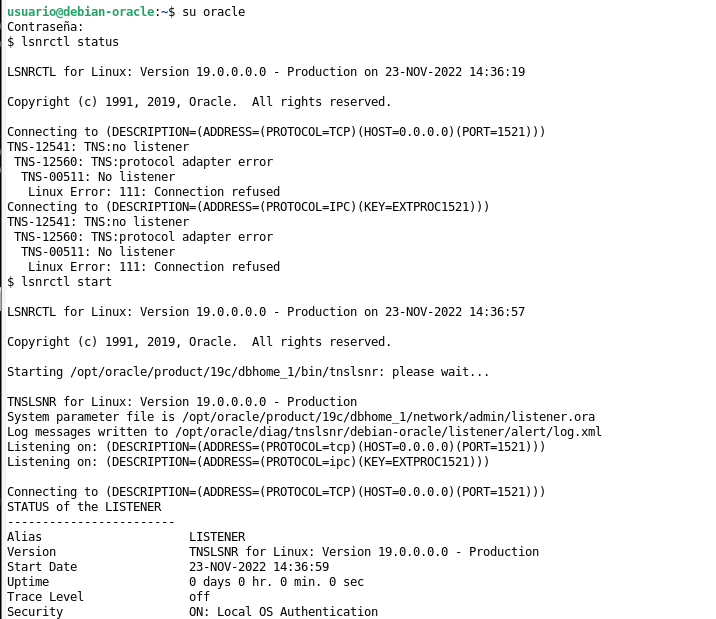 usuario@debian-oracle:~$ su oracle
Contraseña:
$ lsnrctl status

LSNRCTL for Linux: Version 19.0.0.0.0 - Production on 23-NOV-2022 14:36:19

Copyright (c) 1991, 2019, Oracle.  All rights reserved.

Connecting to (DESCRIPTION=(ADDRESS=(PROTOCOL=TCP)(HOST=0.0.0.0)(PORT=1521)))
TNS-12541: TNS:no listener
 TNS-12560: TNS:protocol adapter error
  TNS-00511: No listener
   Linux Error: 111: Connection refused
Connecting to (DESCRIPTION=(ADDRESS=(PROTOCOL=IPC)(KEY=EXTPROC1521)))
TNS-12541: TNS:no listener
 TNS-12560: TNS:protocol adapter error
  TNS-00511: No listener
   Linux Error: 111: Connection refused
$ lsnrctl start

LSNRCTL for Linux: Version 19.0.0.0.0 - Production on 23-NOV-2022 14:36:57

Copyright (c) 1991, 2019, Oracle.  All rights reserved.

Starting /opt/oracle/product/19c/dbhome_1/bin/tnslsnr: please wait...

TNSLSNR for Linux: Version 19.0.0.0.0 - Production
System parameter file is /opt/oracle/product/19c/dbhome_1/network/admin/listener.ora
Log messages written to /opt/oracle/diag/tnslsnr/debian-oracle/listener/alert/log.xml
Listening on: (DESCRIPTION=(ADDRESS=(PROTOCOL=tcp)(HOST=0.0.0.0)(PORT=1521)))
Listening on: (DESCRIPTION=(ADDRESS=(PROTOCOL=ipc)(KEY=EXTPROC1521)))

Connecting to (DESCRIPTION=(ADDRESS=(PROTOCOL=TCP)(HOST=0.0.0.0)(PORT=1521)))
STATUS of the LISTENER
------------------------
Alias                     LISTENER
Version                   TNSLSNR for Linux: Version 19.0.0.0.0 - Production
Start Date                23-NOV-2022 14:36:59
Uptime                    0 days 0 hr. 0 min. 0 sec
Trace Level               off
Security                  ON: Local OS Authentication